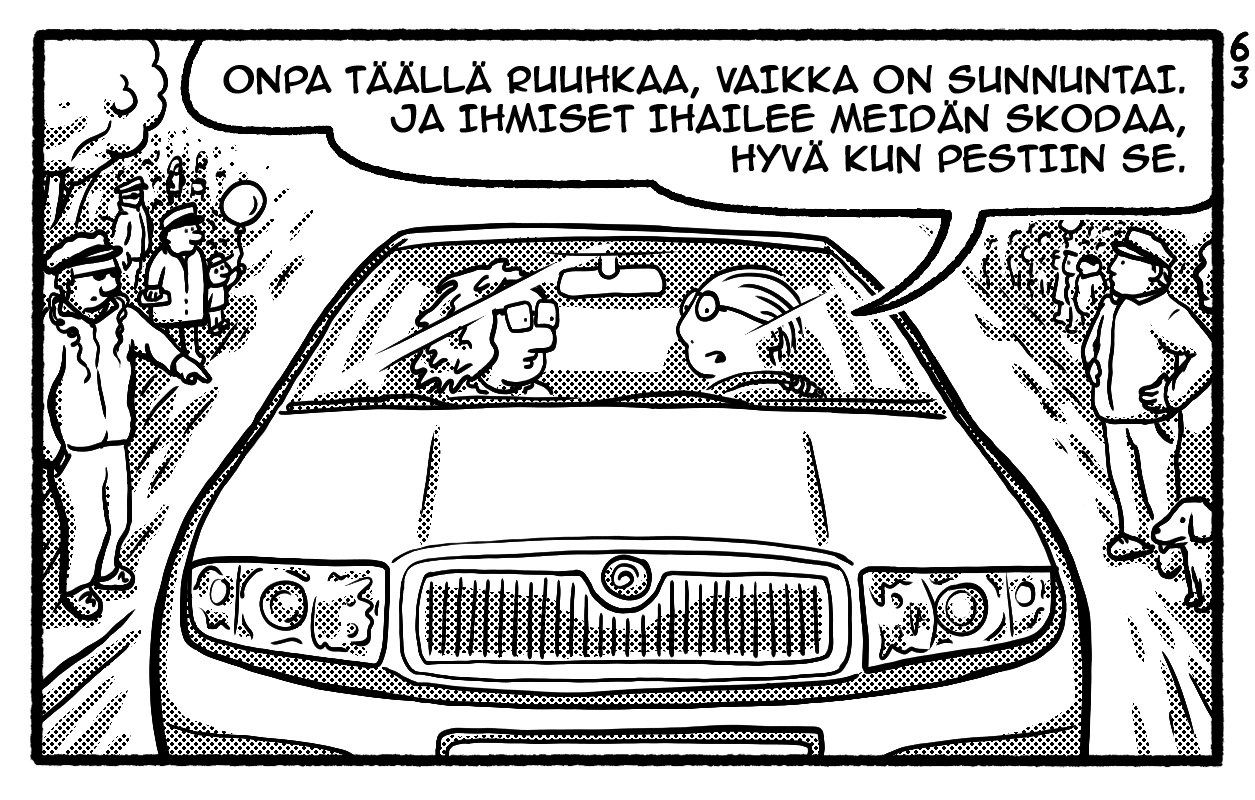 ONPA TÄÄLLÄ RUUHKAA, VAIKKA ON SUNNUNTAI.
JA IHMISET IHAILEE MEIDÄN SKODAA,
HYVÄ KUN PESTIIN SE.
6
3